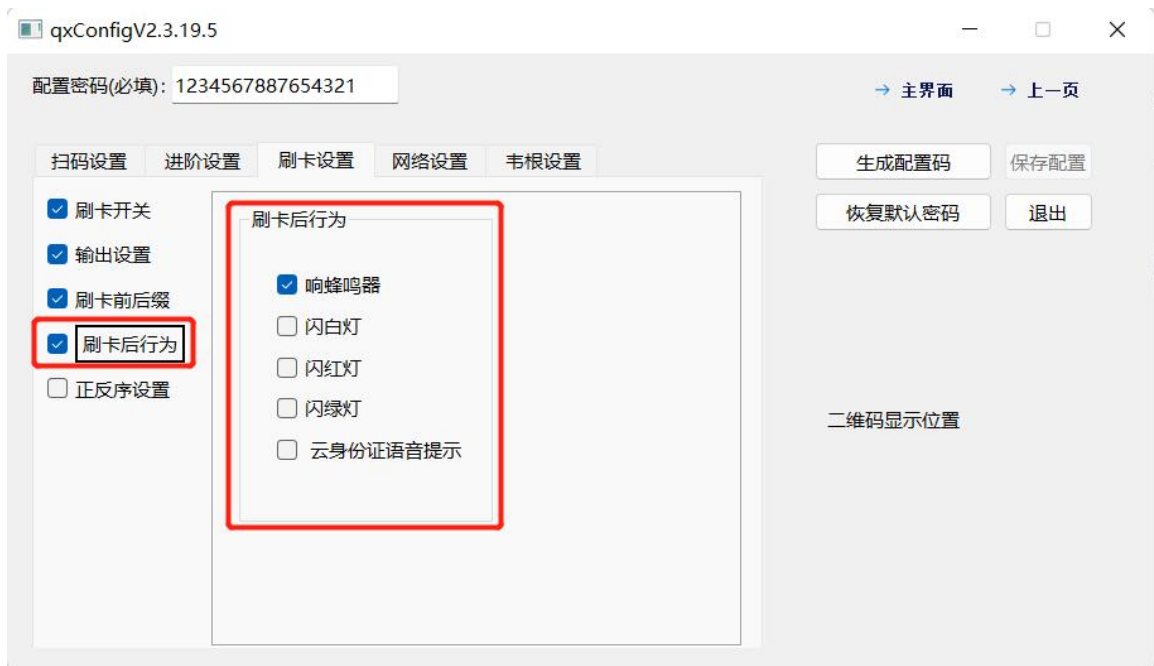 qxConfigV2.3.19.5
配置密码(必填): 1234567887654321
→ 主界面 → 上一页
扫码设置 进阶设置 刷卡设置 网络设置 韦根设置
生成配置码 保存配置
恢复默认密码 退出
刷卡开关
输出设置
刷卡前后缀
刷卡后行为
正反序设置
刷卡后行为
响蜂鸣器
闪白灯
闪红灯
闪绿灯
云身份证语音提示
二维码显示位置